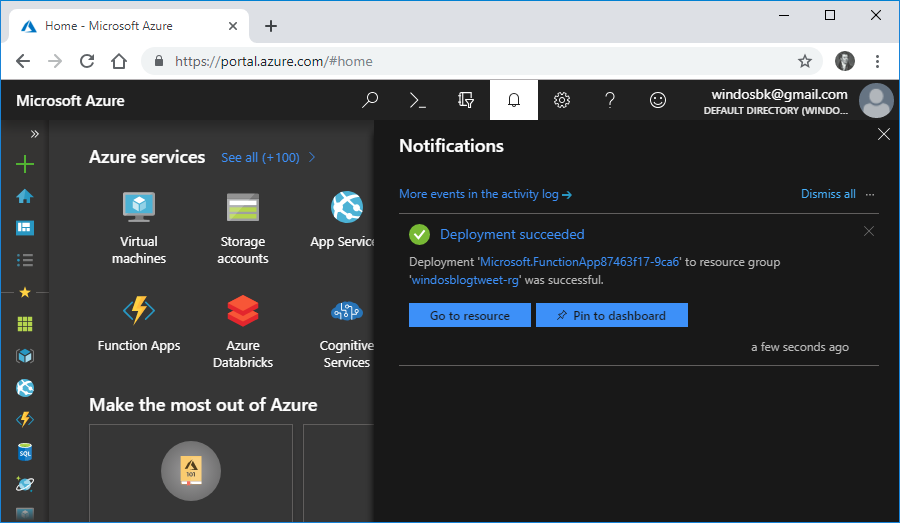 Home - Microsoft Azure
https://portal.azure.com/#home
Microsoft Azure
windosbk@gmail.com
DEFAULT DIRECTORY (WINDO...
Azure services
See all (+100)
Virtual
machines
Storage
accounts
App Servic
Function Apps
Azure
Databricks
Cognitive
Services
Make the most out of Azure
101
SQL
Notifications
More events in the activity log
Dismiss all
Deployment succeeded
Deployment 'Microsoft.FunctionApp87463f17-9ca6' to resource group
'windosblogtweet-rg' was successful.
Go to resource
Pin to dashboard
a few seconds ago